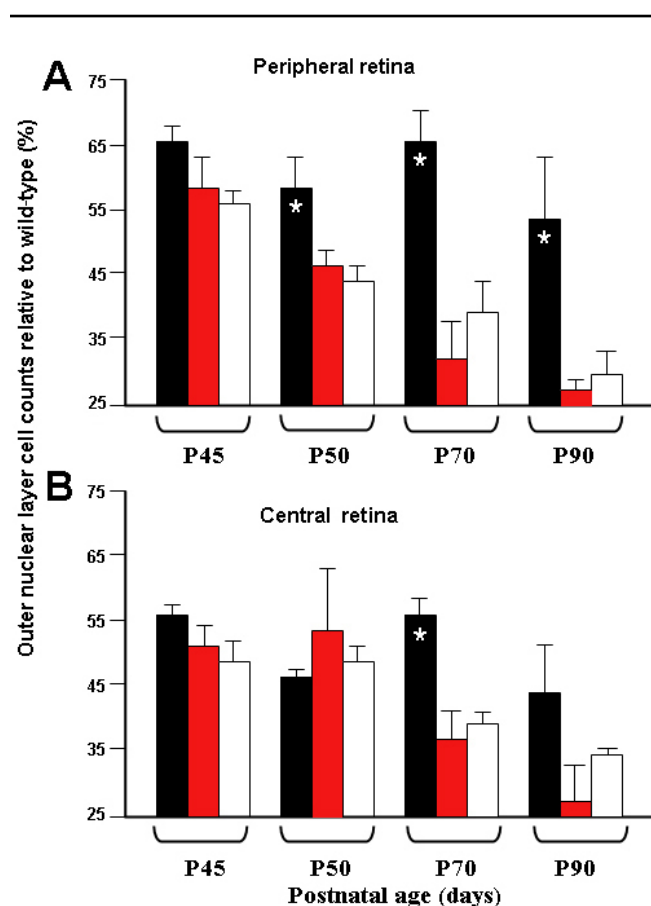 A
Peripheral retina
75
65
55
45
35
25
*
*
*
P45 P50 P70 P90
B
Central retina
75
65
55
45
35
25
*
P45 P50 P70 P90
Postnatal age (days)
Outer nuclear layer cell counts relative to wild-type (%)